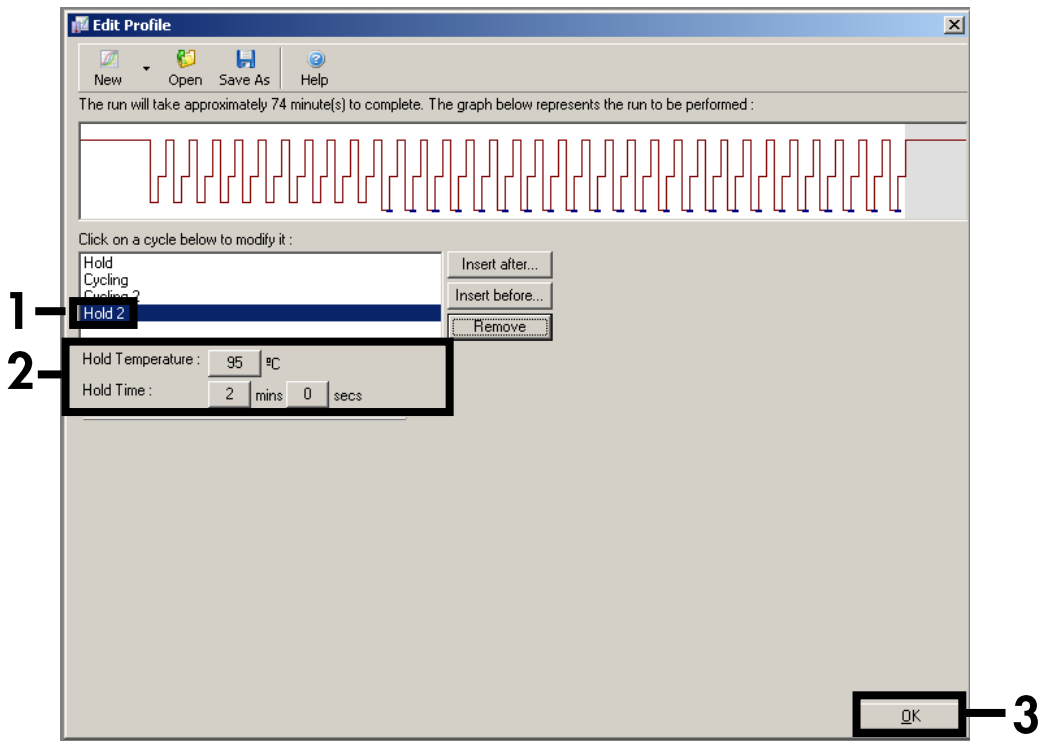 Edit Profile
New Open Save As Help
The run will take approximately 74 minute(s) to complete. The graph below represents the run to be performed :
Click on a cycle below to modify it :
Hold
Cycling
Cycling 2
Hold 2
Insert after...
Insert before...
Remove
1
2
Hold Temperature : 95 ºC
Hold Time : 2 mins 0 secs
OK
3